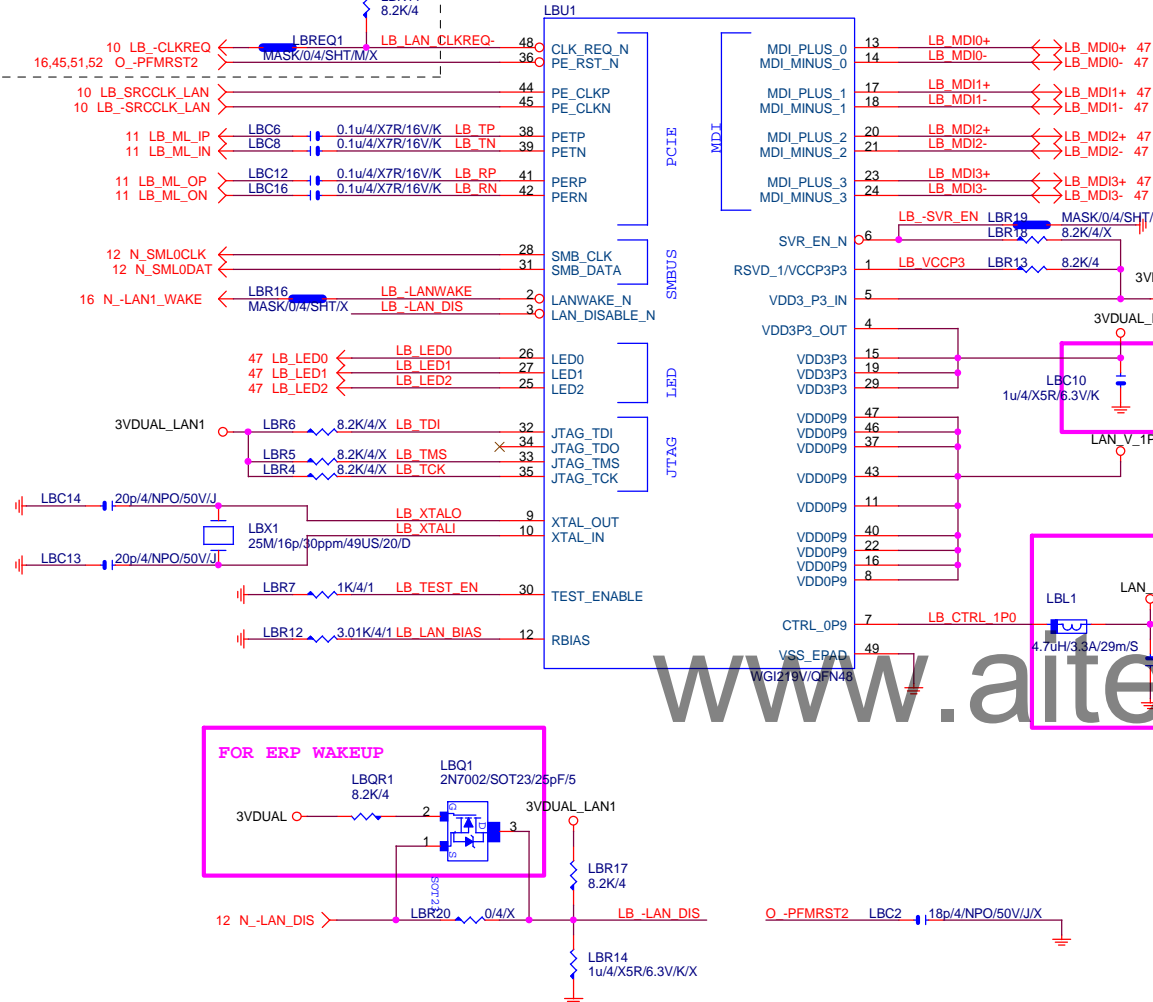 8.2K/4
LBU1
10 LB_-CLKREQ
LBREQ1
LB_LAN_CLKREQ-
48
CLK_REQ_N
MASK/0/4/SHT/M/X
16,45,51,52 O_-PFMRST2
36
PE_RST_N
10 LB_SRCCLK_LAN
44
PE_CLKP
10 LB_-SRCCLK_LAN
45
PE_CLKN
11 LB_ML_IP
LBC6
0.1u/4/X7R/16V/K
LB_TP
38
PETP
11 LB_ML_IN
LBC8
0.1u/4/X7R/16V/K
LB_TN
39
PETN
11 LB_ML_OP
LBC12
0.1u/4/X7R/16V/K
LB_RP
41
PERP
11 LB_ML_ON
LBC16
0.1u/4/X7R/16V/K
LB_RN
42
PERN
PCIE
12 N_SML0CLK
28
SMB_CLK
12 N_SML0DAT
31
SMB_DATA
SMBUS
16 N_-LAN1_WAKE
LBR16
MASK/0/4/SHT/X
LB_-LANWAKE
2
LANWAKE_N
LB_-LAN_DIS
3
LAN_DISABLE_N
47 LB_LED0
LB_LED0
26
LED0
47 LB_LED1
LB_LED1
27
LED1
47 LB_LED2
LB_LED2
25
LED2
LED
3VDUAL_LAN1
LBR6
8.2K/4/X
LB_TDI
32
JTAG_TDI
34
JTAG_TDO
LBR5
8.2K/4/X
LB_TMS
33
JTAG_TMS
LBR4
8.2K/4/X
LB_TCK
35
JTAG_TCK
JTAG
LBC14
20p/4/NPO/50V/J
LB_XTALO
9
XTAL_OUT
LBX1
25M/16p/30ppm/49US/20/D
LB_XTALI
10
XTAL_IN
LBC13
20p/4/NPO/50V/J
LBR7
1K/4/1
LB_TEST_EN
30
TEST_ENABLE
LBR12
3.01K/4/1
LB_LAN_BIAS
12
RBIAS
MDI
MDI_PLUS_0
13
LB_MDI0+
LB_MDI0+ 47
MDI_MINUS_0
14
LB_MDI0-
LB_MDI0- 47
MDI_PLUS_1
17
LB_MDI1+
LB_MDI1+ 47
MDI_MINUS_1
18
LB_MDI1-
LB_MDI1- 47
MDI_PLUS_2
20
LB_MDI2+
LB_MDI2+ 47
MDI_MINUS_2
21
LB_MDI2-
LB_MDI2- 47
MDI_PLUS_3
23
LB_MDI3+
LB_MDI3+ 47
MDI_MINUS_3
24
LB_MDI3-
LB_MDI3- 47
SVR_EN_N
6
LB_-SVR_EN
LBR19
MASK/0/4/SHT/
LBR18
8.2K/4/X
RSVD_1/VCCP3P3
1
LB_VCCP3
LBR13
8.2K/4
VDD3_P3_IN
5
VDD3P3_OUT
4
3VDUAL_
VDD3P3
15
VDD3P3
19
VDD3P3
29
LBC10
1u/4/X5R/6.3V/K
VDD0P9
47
VDD0P9
46
VDD0P9
37
VDD0P9
43
LAN_V_1P
VDD0P9
11
VDD0P9
40
VDD0P9
22
VDD0P9
16
VDD0P9
8
CTRL_0P9
7
LB_CTRL_1P0
LBL1
4.7uH/3.3A/29m/S
LAN_
VSS_EPAD
49
WGI219V/QFN48
www.aite
FOR ERP WAKEUP
LBQ1
2N7002/SOT23/25pF/5
LBQR1
8.2K/4
3VDUAL
2
G
D
3
1
S
SOT23
3VDUAL_LAN1
LBR17
8.2K/4
12 N_-LAN_DIS
LBR20
0/4/X
LB_-LAN_DIS
O_-PFMRST2
LBC2
18p/4/NPO/50V/J/X
LBR14
1u/4/X5R/6.3V/K/X